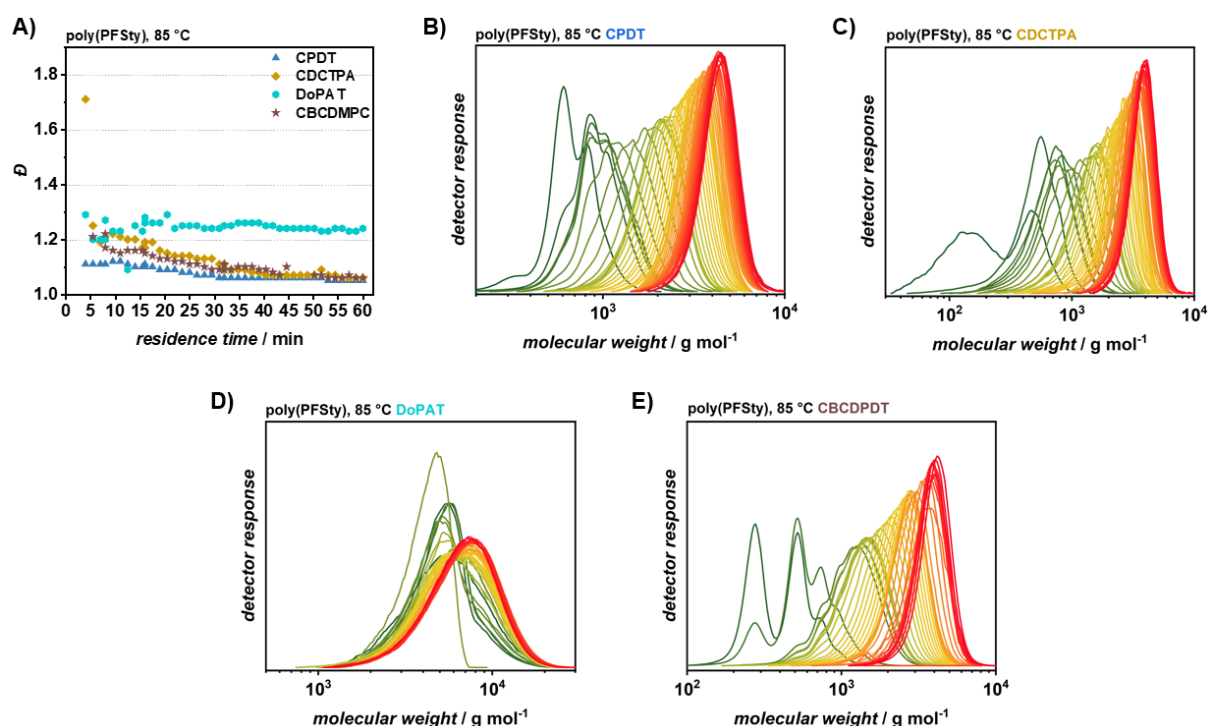 A)
poly(PFSty), 85 °C
CPDT
CDCTPA
DoPAT
CBCDMPC
1.8
1.6
1.4
1.2
1.0
Đ
0 5 10 15 20 25 30 35 40 45 50 55 60
residence time / min
B)
poly(PFSty), 85 °C CPDT
detector response
10³ 10⁴
molecular weight / g mol⁻¹
C)
poly(PFSty), 85 °C CDCTPA
detector response
10² 10³ 10⁴
molecular weight / g mol⁻¹
D)
poly(PFSty), 85 °C DoPAT
detector response
10³ 10⁴
molecular weight / g mol⁻¹
E)
poly(PFSty), 85 °C CBCDPDT
detector response
10² 10³ 10⁴
molecular weight / g mol⁻¹